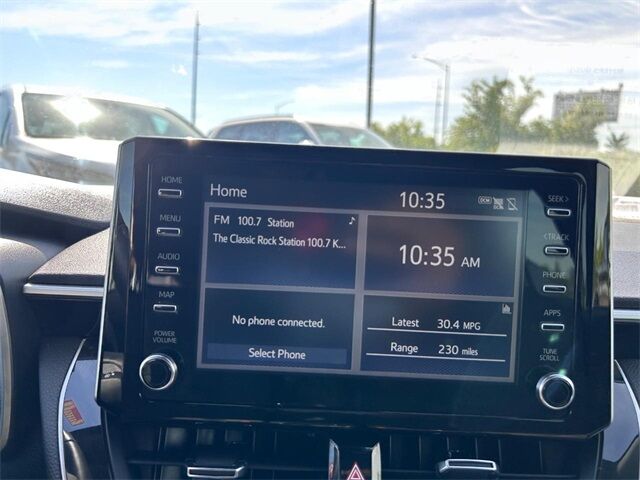 HOME
MENU
AUDIO
MAP
POWER
VOLUME
Home
10:35
DCM
FM 100.7 Station
The Classic Rock Station 100.7 K...
10:35 AM
No phone connected.
Select Phone
Latest 30.4 MPG
Range 230 miles
SEEK >
< TRACK
PHONE
APPS
TUNE
SCROLL